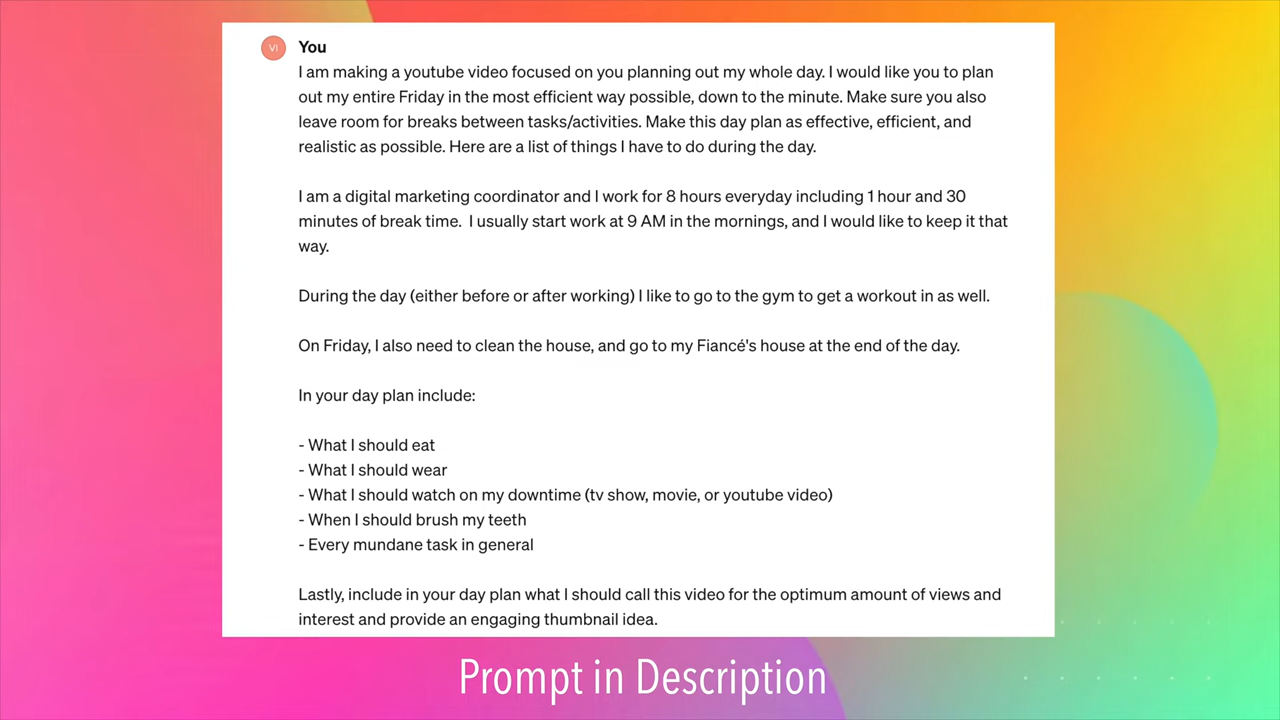 VI
You
I am making a youtube video focused on you planning out my whole day. I would like you to plan
out my entire Friday in the most efficient way possible, down to the minute. Make sure you also
leave room for breaks between tasks/activities. Make this day plan as effective, efficient, and
realistic as possible. Here are a list of things I have to do during the day.
I am a digital marketing coordinator and I work for 8 hours everyday including 1 hour and 30
minutes of break time.  I usually start work at 9 AM in the mornings, and I would like to keep it that
way.
During the day (either before or after working) I like to go to the gym to get a workout in as well.
On Friday, I also need to clean the house, and go to my Fiancé's house at the end of the day.
In your day plan include:
- What I should eat
- What I should wear
- What I should watch on my downtime (tv show, movie, or youtube video)
- When I should brush my teeth
- Every mundane task in general
Lastly, include in your day plan what I should call this video for the optimum amount of views and
interest and provide an engaging thumbnail idea.
Prompt in Description